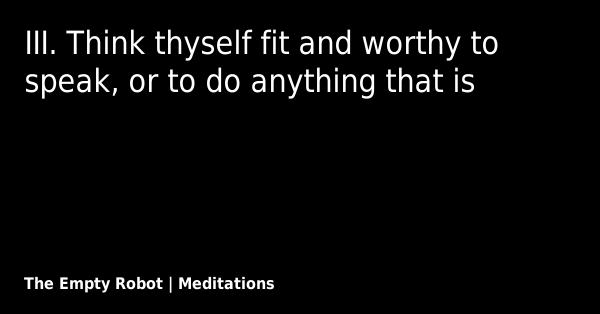 III. Think thyself fit and worthy to
speak, or to do anything that is
The Empty Robot | Meditations